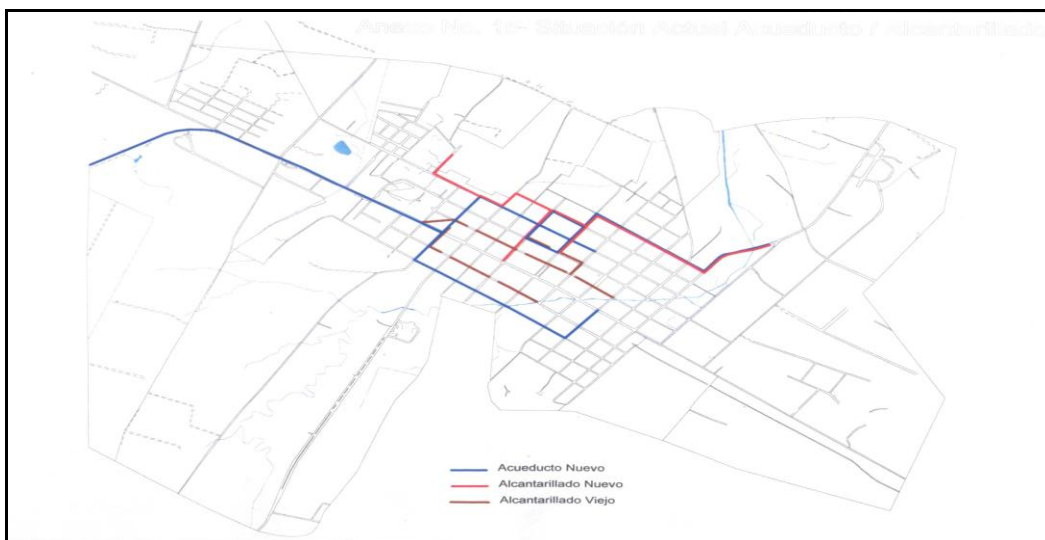 Anexo No. 1:- Situación Actual Acueducto / Alcantarillado
Acueducto Nuevo
Alcantarillado Nuevo
Alcantarillado Viejo